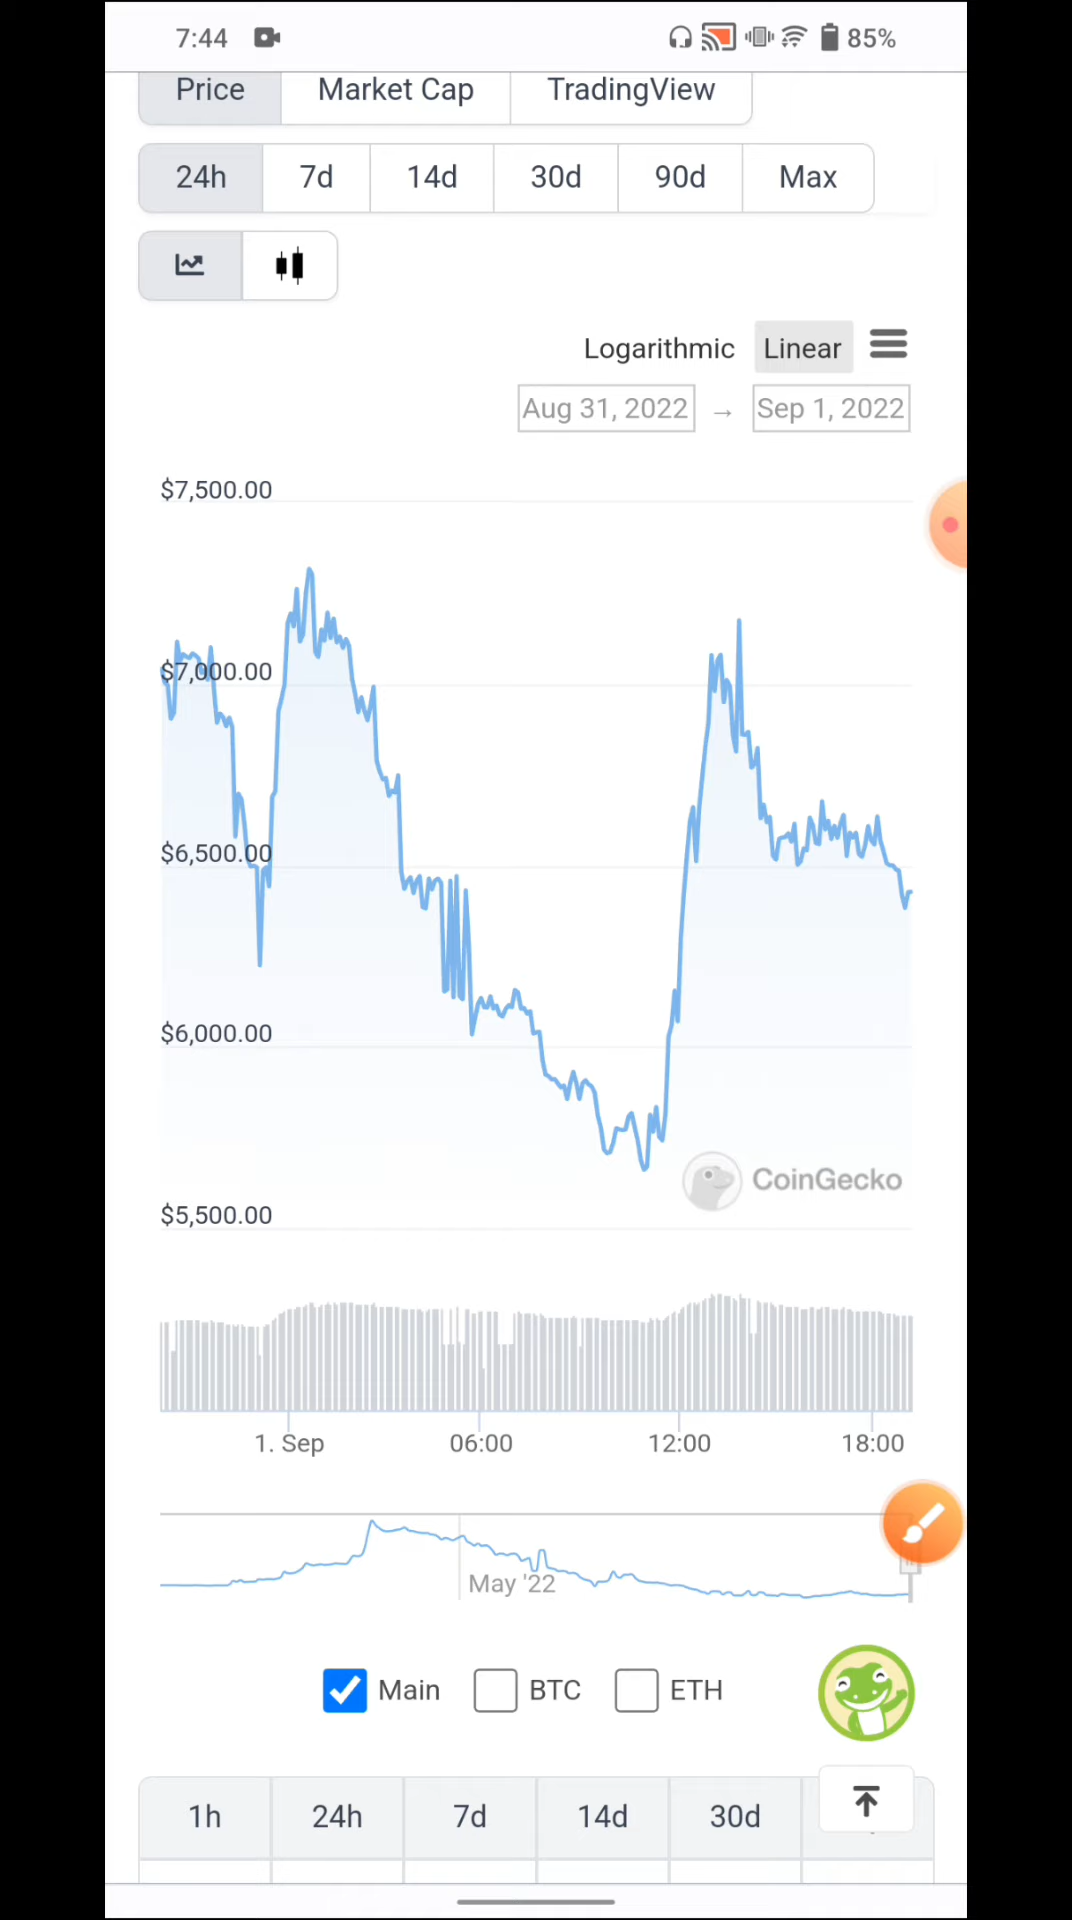 7:44 85%
Price Market Cap TradingView
24h 7d 14d 30d 90d Max
Logarithmic Linear
Aug 31, 2022 → Sep 1, 2022
$7,500.00
$7,000.00
$6,500.00
$6,000.00
CoinGecko
$5,500.00
1. Sep 06:00 12:00 18:00
May '22
Main BTC ETH
1h 24h 7d 14d 30d